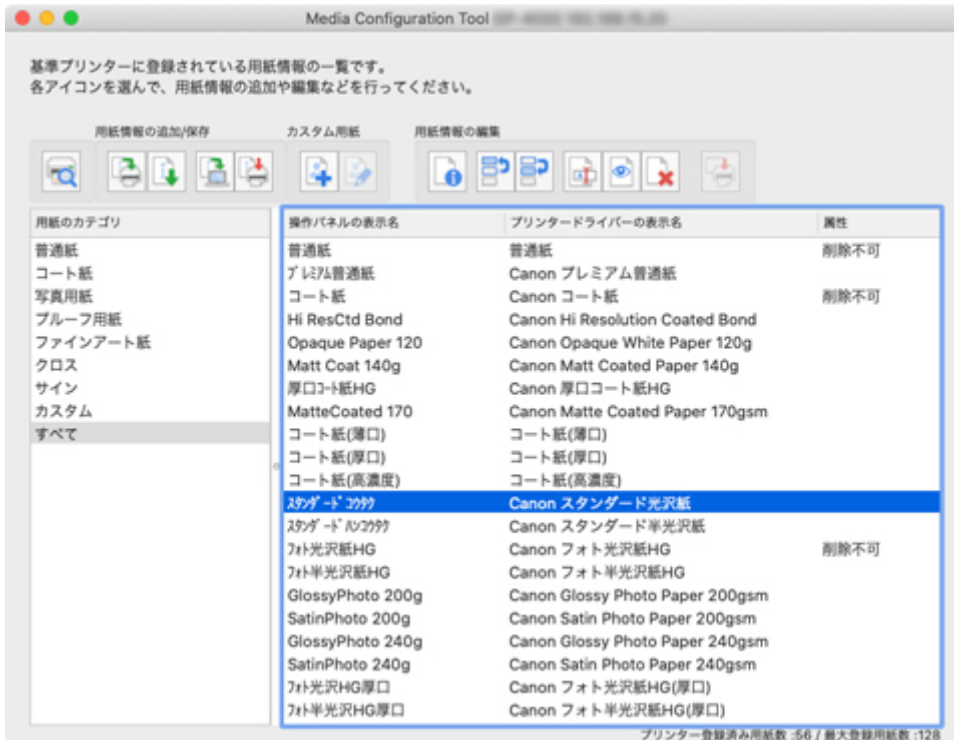 Media Configuration Tool
基準プリンターに登録されている用紙情報の一覧です。
各アイコンを選んで、用紙情報の追加や編集などを行ってください。
用紙情報の追加/保存 カスタム用紙 用紙情報の編集
用紙のカテゴリ
普通紙
コート紙
写真用紙
プルーフ用紙
ファインアート紙
クロス
サイン
カスタム
すべて
操作パネルの表示名 プリンタードライバーの表示名 属性
普通紙 普通紙 削除不可
プレミアム普通紙 Canon プレミアム普通紙
コート紙 Canon コート紙 削除不可
Hi ResCtd Bond Canon Hi Resolution Coated Bond
Opaque Paper 120 Canon Opaque White Paper 120g
Matt Coat 140g Canon Matt Coated Paper 140g
厚口コート紙HG Canon 厚口コート紙HG
MatteCoated 170 Canon Matte Coated Paper 170gsm
コート紙(薄口) コート紙(薄口)
コート紙(厚口) コート紙(厚口)
コート紙(高濃度) コート紙(高濃度)
スタンダードコウタク Canon スタンダード光沢紙
スタンダードハンコウタク Canon スタンダード半光沢紙
フォト光沢紙HG Canon フォト光沢紙HG 削除不可
フォト半光沢紙HG Canon フォト半光沢紙HG
GlossyPhoto 200g Canon Glossy Photo Paper 200gsm
SatinPhoto 200g Canon Satin Photo Paper 200gsm
GlossyPhoto 240g Canon Glossy Photo Paper 240gsm
SatinPhoto 240g Canon Satin Photo Paper 240gsm
フォト光沢HG厚口 Canon フォト光沢紙HG(厚口)
フォト半光沢HG厚口 Canon フォト半光沢紙HG(厚口)
プリンター登録済み用紙数 :56 / 最大登録用紙数 :128